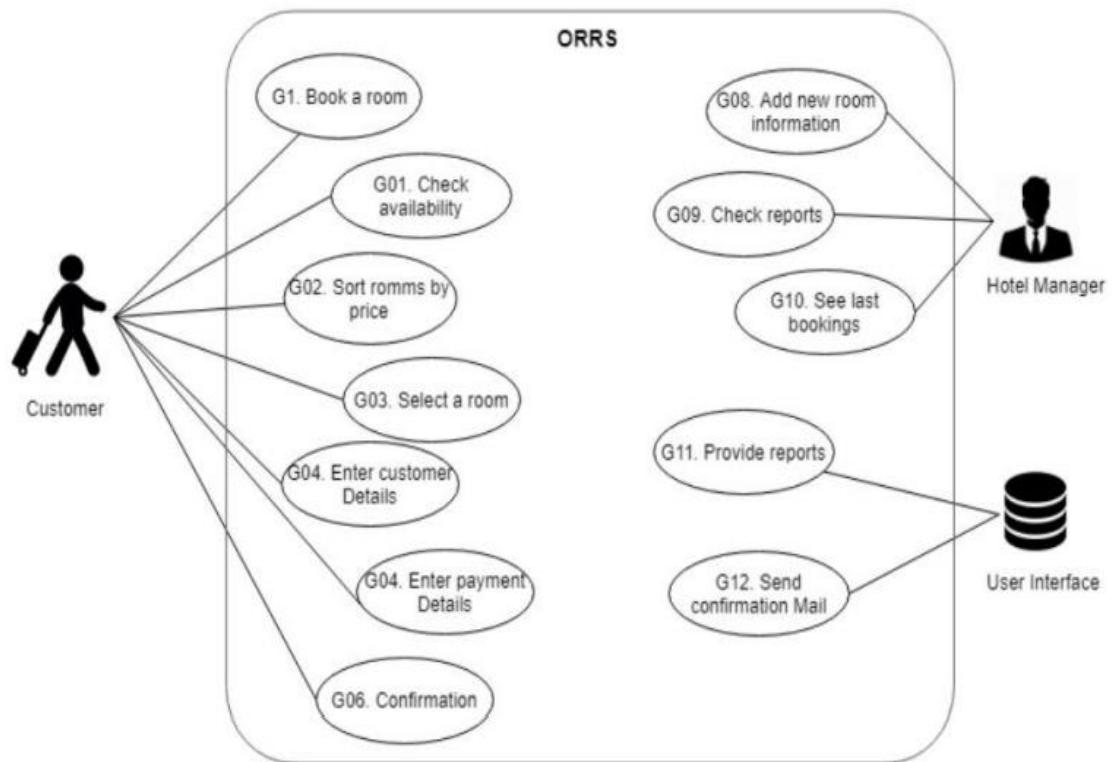 ORRS
G1. Book a room
G01. Check
availability
G02. Sort romms by
price
G03. Select a room
G04. Enter customer
Details
G04. Enter payment
Details
G06. Confirmation
Customer
G08. Add new room
information
G09. Check reports
G10. See last
bookings
Hotel Manager
G11. Provide reports
G12. Send
confirmation Mail
User Interface